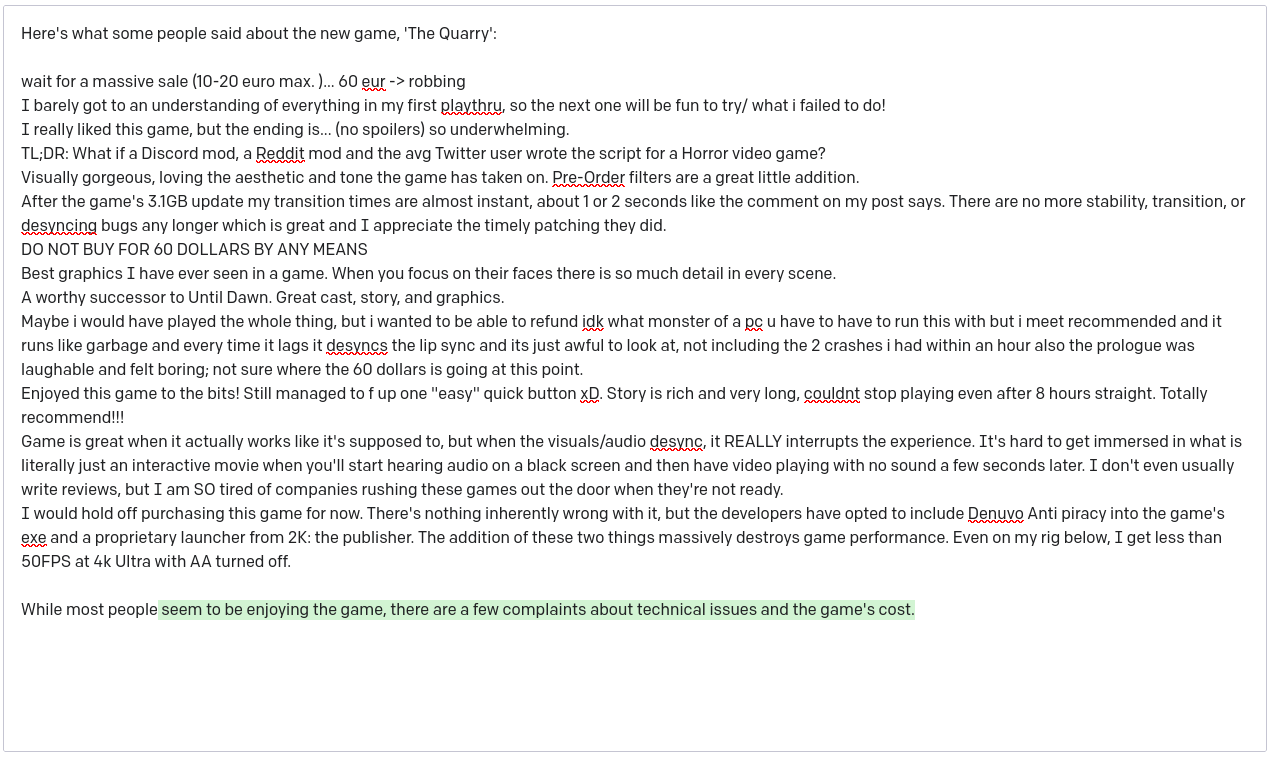 Here's what some people said about the new game, 'The Quarry':
wait for a massive sale (10-20 euro max. )... 60 eur -> robbing
I barely got to an understanding of everything in my first playthru, so the next one will be fun to try/ what i failed to do!
I really liked this game, but the ending is... (no spoilers) so underwhelming.
TL;DR: What if a Discord mod, a Reddit mod and the avg Twitter user wrote the script for a Horror video game?
Visually gorgeous, loving the aesthetic and tone the game has taken on. Pre-Order filters are a great little addition.
After the game's 3.1GB update my transition times are almost instant, about 1 or 2 seconds like the comment on my post says. There are no more stability, transition, or
desyncing bugs any longer which is great and I appreciate the timely patching they did.
DO NOT BUY FOR 60 DOLLARS BY ANY MEANS
Best graphics I have ever seen in a game. When you focus on their faces there is so much detail in every scene.
A worthy successor to Until Dawn. Great cast, story, and graphics.
Maybe i would have played the whole thing, but i wanted to be able to refund idk what monster of a pc u have to have to run this with but i meet recommended and it
runs like garbage and every time it lags it desyncs the lip sync and its just awful to look at, not including the 2 crashes i had within an hour also the prologue was
laughable and felt boring; not sure where the 60 dollars is going at this point.
Enjoyed this game to the bits! Still managed to f up one "easy" quick button xD. Story is rich and very long, couldnt stop playing even after 8 hours straight. Totally
recommend!!!
Game is great when it actually works like it's supposed to, but when the visuals/audio desync, it REALLY interrupts the experience. It's hard to get immersed in what is
literally just an interactive movie when you'll start hearing audio on a black screen and then have video playing with no sound a few seconds later. I don't even usually
write reviews, but I am SO tired of companies rushing these games out the door when they're not ready.
I would hold off purchasing this game for now. There's nothing inherently wrong with it, but the developers have opted to include Denuvo Anti piracy into the game's
exe and a proprietary launcher from 2K: the publisher. The addition of these two things massively destroys game performance. Even on my rig below, I get less than
50FPS at 4k Ultra with AA turned off.
While most people seem to be enjoying the game, there are a few complaints about technical issues and the game's cost.